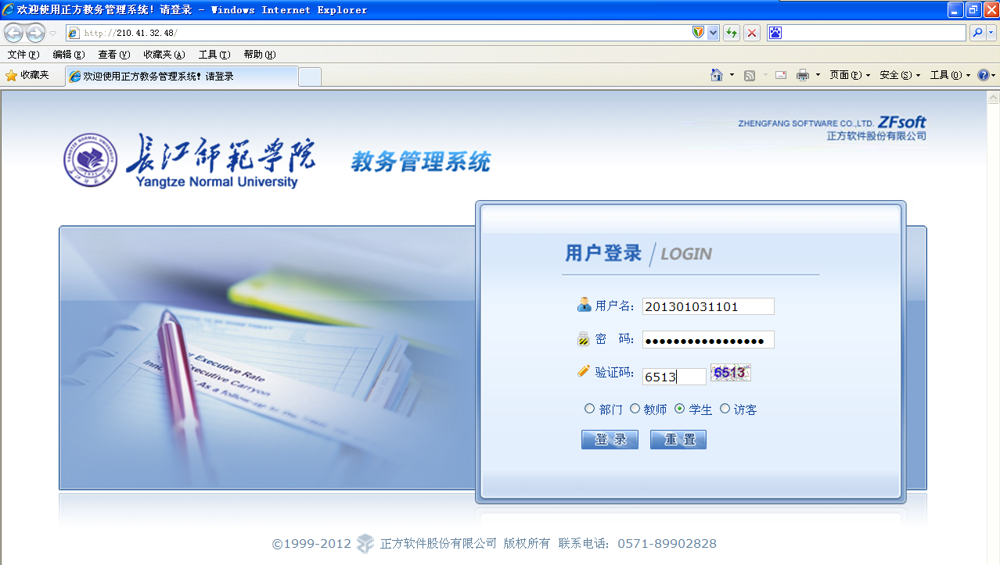 欢迎使用正方教务管理系统！请登录 - Windows Internet Explorer
http://210.41.32.48/
文件(F) 编辑(E) 查看(V) 收藏夹(A) 工具(T) 帮助(H)
收藏夹 欢迎使用正方教务管理系统！请登录 页面(P) 安全(S) 工具(O)
ZHENGFANG SOFTWARE CO.,LTD. ZFsoft
正方软件股份有限公司
YANGTZE NORMAL UNIVERSITY
長江师範学院
Yangtze Normal University
教务管理系统
用户登录 / LOGIN
用户名: 201301031101
密 码: •••••••••••••••••
验证码: 6513 6513
部门 教师 学生 访客
登 录 重 置
our Executive Rate
Executive Carryon
As a follow up to the
©1999-2012 正方软件股份有限公司 版权所有 联系电话: 0571-89902828